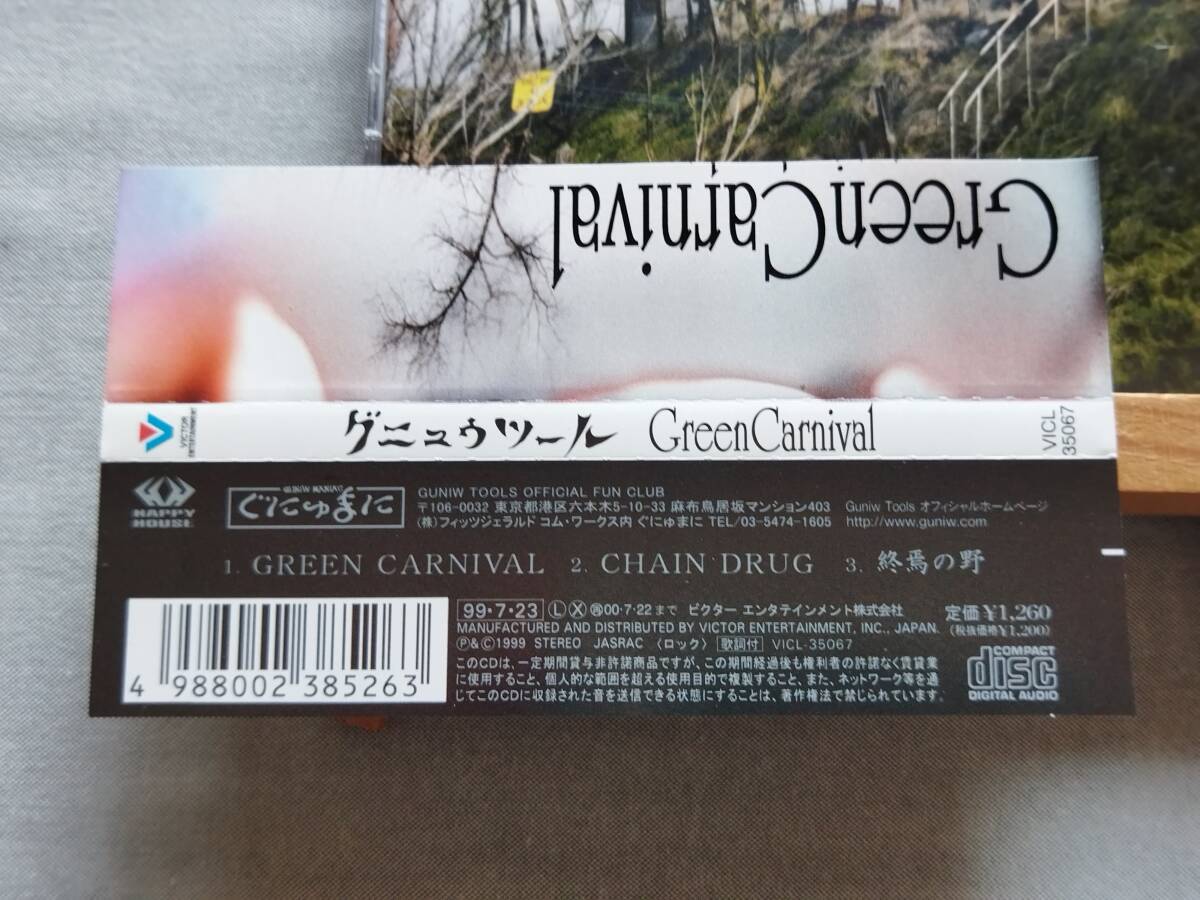 GreenCarnival
VICTOR
ENTERTAINMENT
グニュウツール GreenCarnival
VICL
35067
HAPPY
HOUSE
GUNIW MANIACS
ぐにゅまに
GUNIW TOOLS OFFICIAL FUN CLUB
〒106-0032 東京都港区六本木5-10-33 麻布鳥居坂マンション403
(株)フィッツジェラルド コム・ワークス内 ぐにゅまに TEL/03-5474-1605
Guniw Tools オフィシャルホームページ
http://www.guniw.com
1. GREEN CARNIVAL 2. CHAIN DRUG 3. 終焉の野
4 988002 385263
99・7・23 Ⓛ Ⓧ ㋫00・7・22まで ビクター エンタテインメント株式会社
MANUFACTURED AND DISTRIBUTED BY VICTOR ENTERTAINMENT, INC., JAPAN.
Ⓟ&Ⓒ1999 STEREO JASRAC 〈ロック〉 歌詞付 VICL-35067
このCDは、一定期間貸与非許諾商品ですが、この期間経過後も権利者の許諾なく賃貸業
に使用すること、個人的な範囲を超える使用目的で複製すること、また、ネットワーク等を通
じてこのCDに収録された音を送信できる状態にすることは、著作権法で禁じられています。
定価¥1,260
(税抜価格¥1,200)
COMPACT
disc
DIGITAL AUDIO